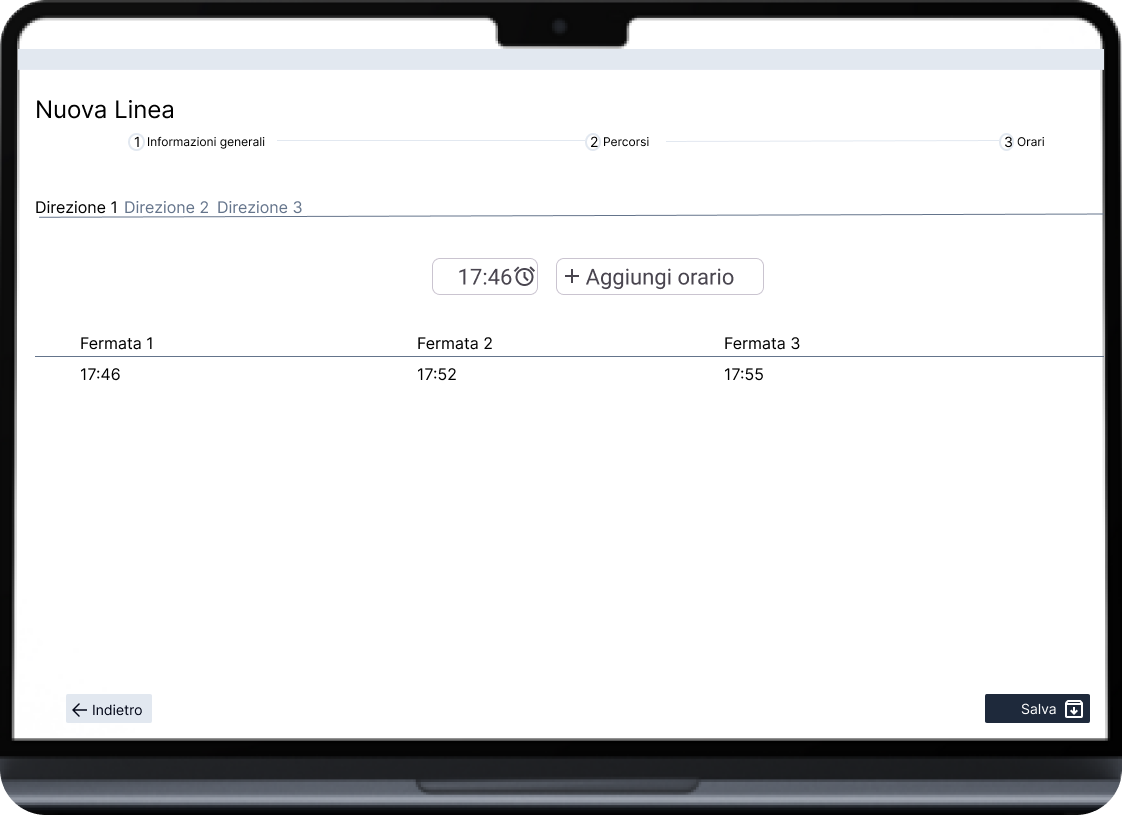 Nuova Linea
1 Informazioni generali 2 Percorsi 3 Orari
Direzione 1 Direzione 2 Direzione 3
17:46 + Aggiungi orario
Fermata 1 Fermata 2 Fermata 3
17:46 17:52 17:55
Indietro Salva